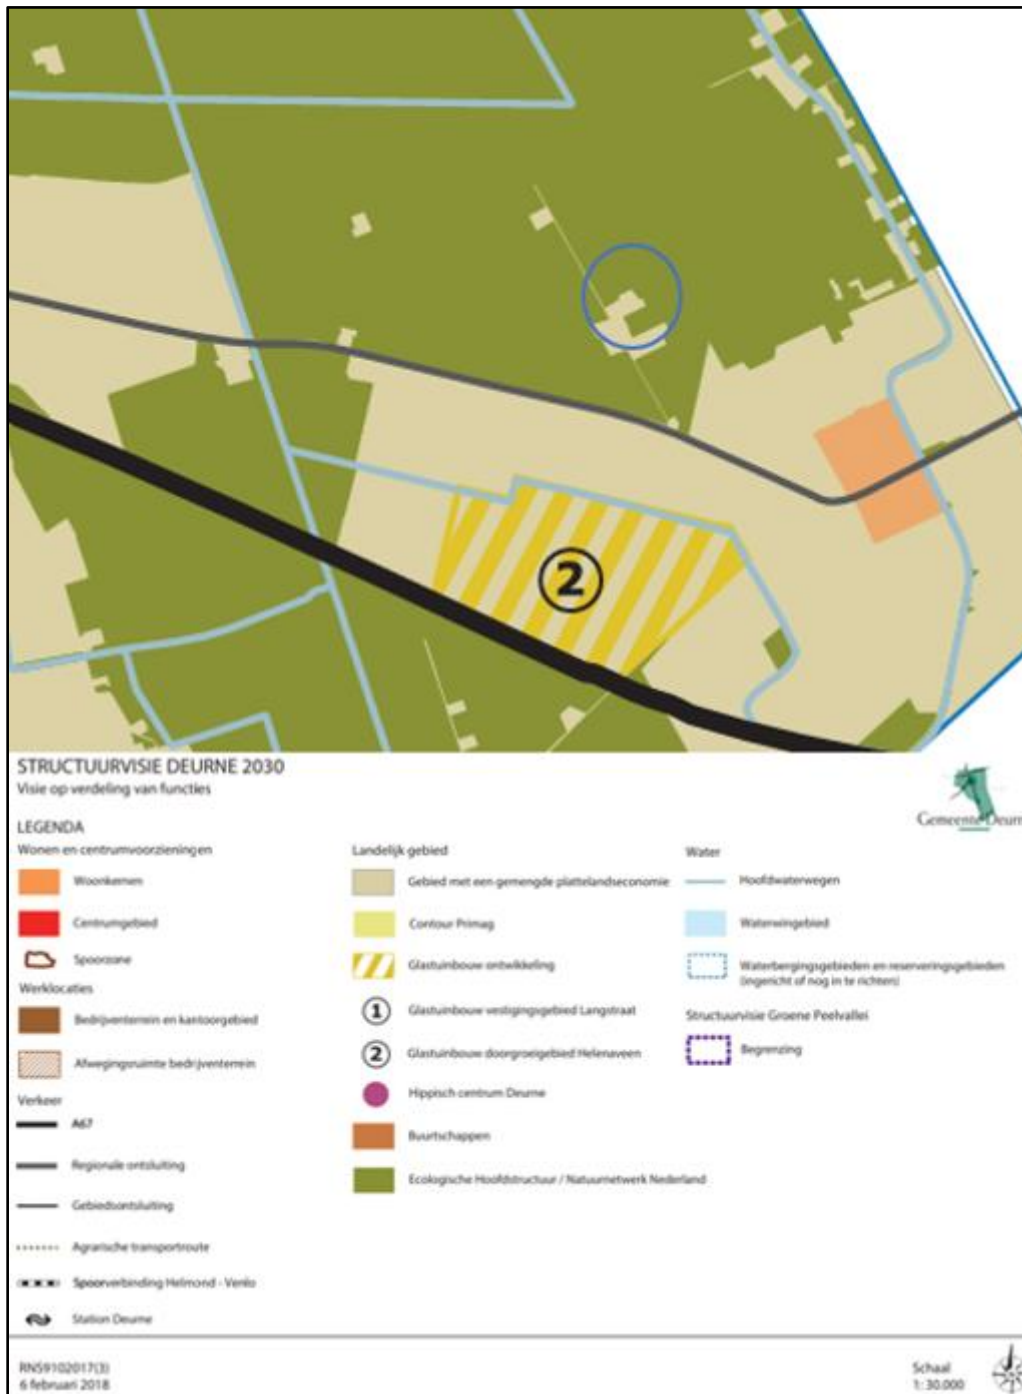 2
STRUCTUURVISIE DEURNE 2030
Visie op verdeling van functies
Gemeente Deurne
LEGENDA
Wonen en centrumvoorzieningen
Woonkernen
Centrumgebied
Spoorzone
Werklocaties
Bedrijventerrein en kantoorgebied
Afwegingsruimte bedrijventerrein
Verkeer
A67
Regionale ontsluiting
Gebiedsontsluiting
Agrarische transportroute
Spoorverbinding Helmond - Venlo
Station Deurne
Landelijk gebied
Gebied met een gemengde plattelandseconomie
Contour Primag
Glastuinbouw ontwikkeling
1 Glastuinbouw vestigingsgebied Langstraat
2 Glastuinbouw doorgroeigebied Helenaveen
Hippisch centrum Deurne
Buurtschappen
Ecologische Hoofdstructuur / Natuurnetwerk Nederland
Water
Hoofdwaterwegen
Waterwingebied
Waterbergingsgebieden en reserveringsgebieden
(ingericht of nog in te richten)
Structuurvisie Groene Peelvallei
Begrenzing
RNS9102017(3)
6 februari 2018
Schaal
1: 30.000